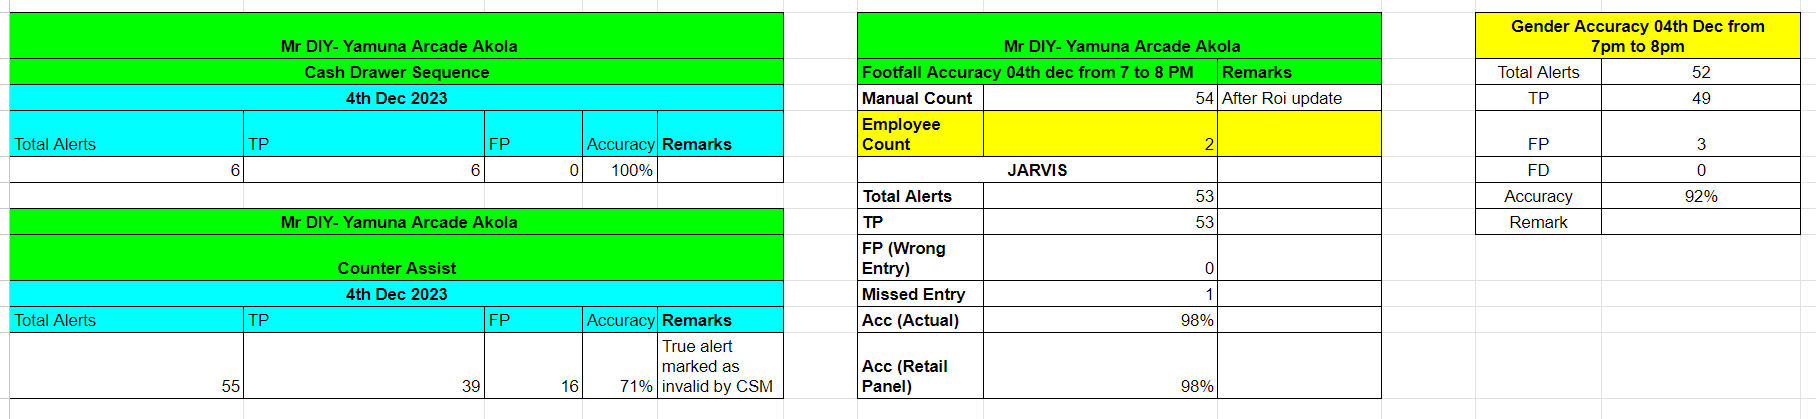 Mr DIY- Yamuna Arcade Akola
Cash Drawer Sequence
4th Dec 2023
Total Alerts TP FP Accuracy Remarks
6 6 0 100%
Mr DIY- Yamuna Arcade Akola
Counter Assist
4th Dec 2023
Total Alerts TP FP Accuracy Remarks
True alert
marked as
55 39 16 71% invalid by CSM
Mr DIY- Yamuna Arcade Akola
Footfall Accuracy 04th dec from 7 to 8 PM Remarks
Manual Count 54 After Roi update
Employee
Count 2
JARVIS
Total Alerts 53
TP 53
FP (Wrong
Entry) 0
Missed Entry 1
Acc (Actual) 98%
Acc (Retail
Panel) 98%
Gender Accuracy 04th Dec from
7pm to 8pm
Total Alerts 52
TP 49
FP 3
FD 0
Accuracy 92%
Remark